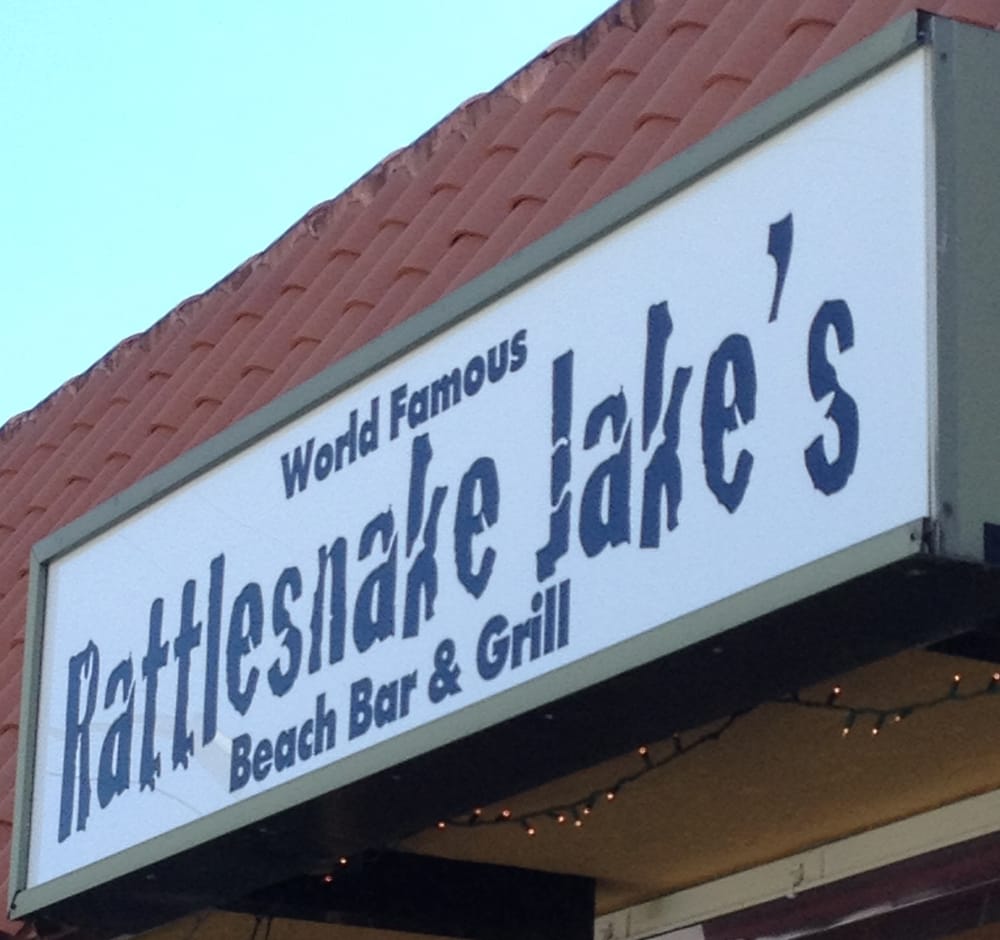 World Famous
Rattlesnake Jake's
Beach Bar & Grill